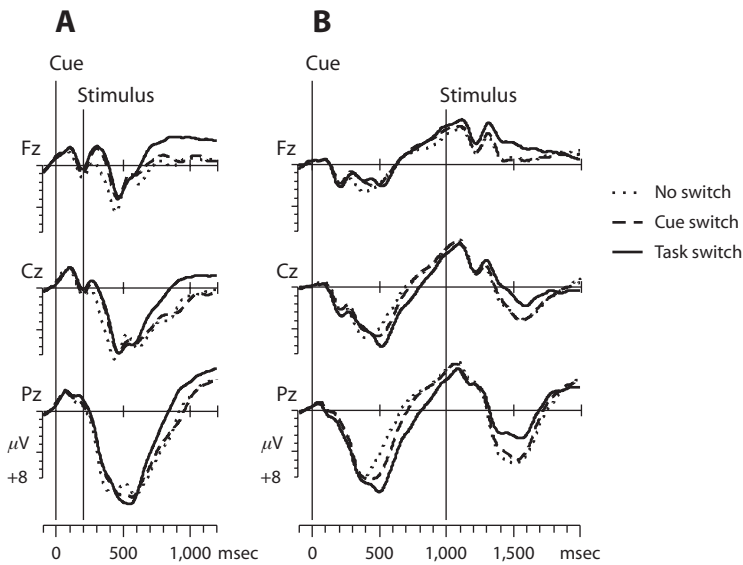 A
B
Cue
Cue
Stimulus
Stimulus
Fz
Fz
No switch
Cue switch
Task switch
Cz
Cz
Pz
Pz
μV
+8
μV
+8
0 500 1,000 msec
0 500 1,000 1,500 msec